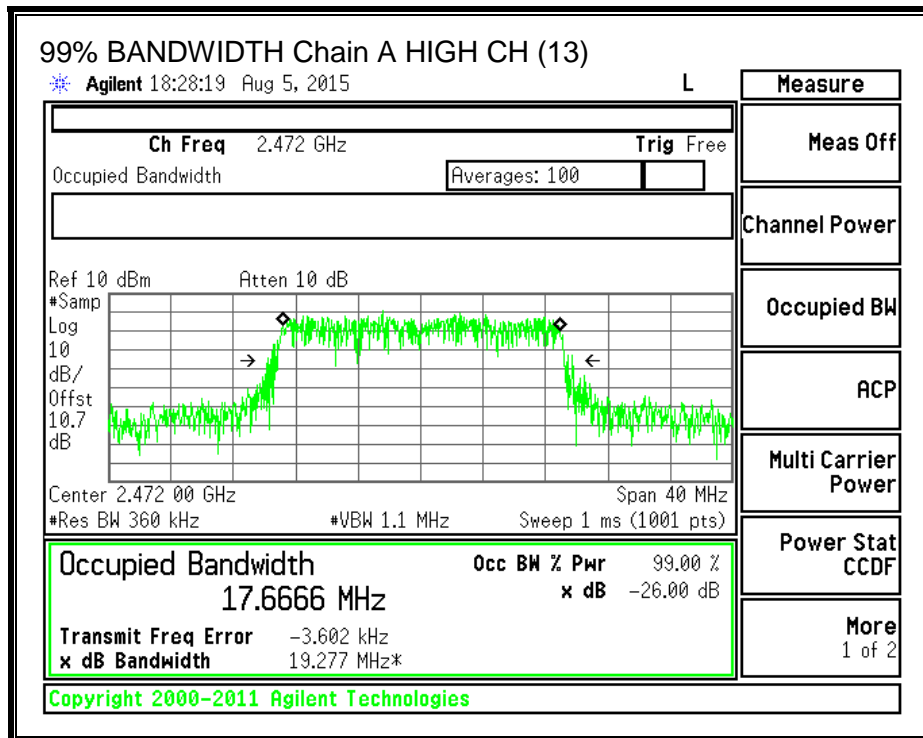 99% BANDWIDTH Chain A HIGH CH (13)
Agilent 18:28:19 Aug 5, 2015 L
Measure
Ch Freq 2.472 GHz Trig Free
Meas Off
Occupied Bandwidth Averages: 100
Channel Power
Ref 10 dBm Atten 10 dB
#Samp
Log
10
dB/
Offst
10.7
dB
Occupied BW
ACP
Center 2.472 00 GHz Span 40 MHz
#Res BW 360 kHz #VBW 1.1 MHz Sweep 1 ms (1001 pts)
Multi Carrier
Power
Occupied Bandwidth Occ BW % Pwr 99.00 %
17.6666 MHz x dB -26.00 dB
Power Stat
CCDF
Transmit Freq Error -3.602 kHz
x dB Bandwidth 19.277 MHz*
More
1 of 2
Copyright 2000-2011 Agilent Technologies